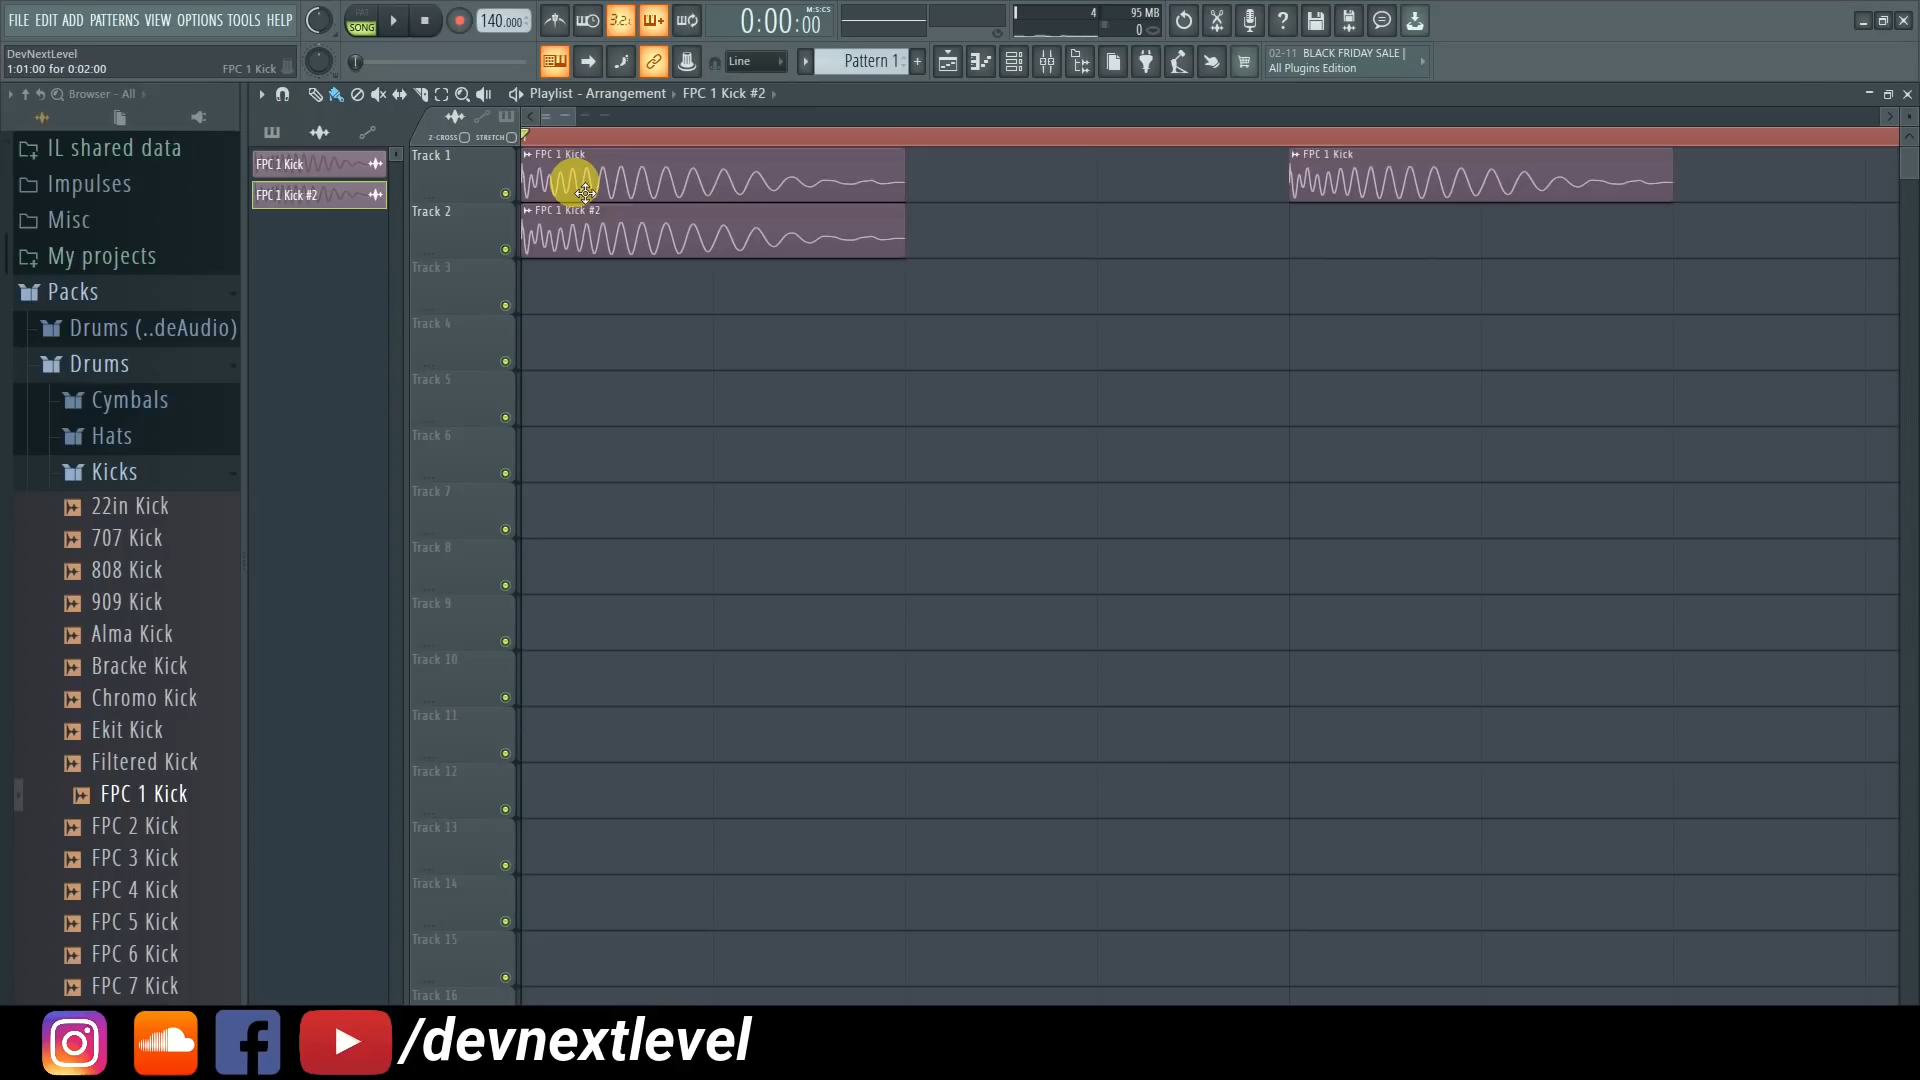 FILE EDIT ADD PATTERNS VIEW OPTIONS TOOLS HELP
SONG
140.000
3.2.
0:00:00
M:S:CS
4
95 MB
0
DevNextLevel
1:01:00 for 0:02:00
FPC 1 Kick
Line
Pattern 1
02-11 BLACK FRIDAY SALE |
All Plugins Edition
Browser - All
Playlist - Arrangement › FPC 1 Kick #2 ›
Z-CROSS
STRETCH
IL shared data
Impulses
Misc
My projects
Packs
Drums (..deAudio)
Drums
Cymbals
Hats
Kicks
22in Kick
707 Kick
808 Kick
909 Kick
Alma Kick
Bracke Kick
Chromo Kick
Ekit Kick
Filtered Kick
FPC 1 Kick
FPC 2 Kick
FPC 3 Kick
FPC 4 Kick
FPC 5 Kick
FPC 6 Kick
FPC 7 Kick
FPC 1 Kick
FPC 1 Kick #2
Track 1
FPC 1 Kick
FPC 1 Kick
Track 2
FPC 1 Kick #2
Track 3
Track 4
Track 5
Track 6
Track 7
Track 8
Track 9
Track 10
Track 11
Track 12
Track 13
Track 14
Track 15
Track 16
/devnextlevel